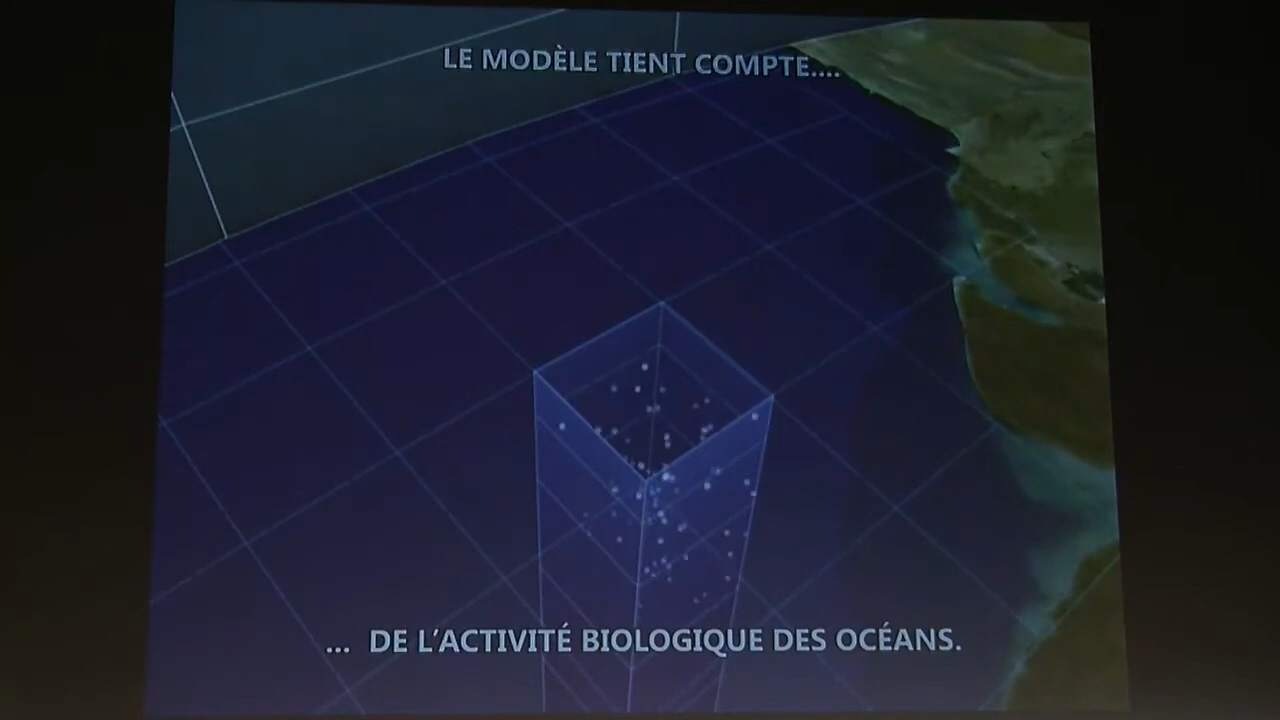 LE MODÈLE TIENT COMPTE....
... DE L'ACTIVITÉ BIOLOGIQUE DES OCÉANS.